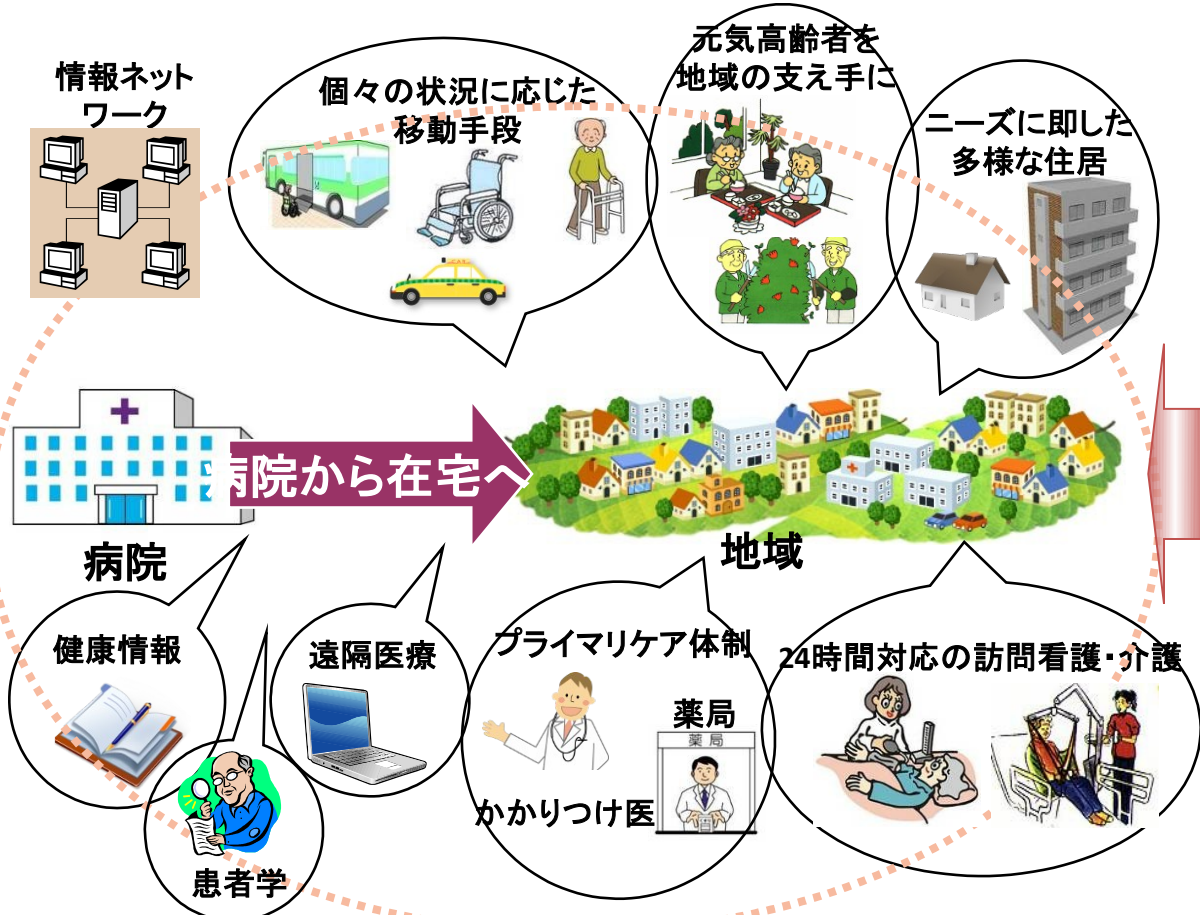 情報ネット
ワーク
個々の状況に応じた
移動手段
元気高齢者を
地域の支え手に
ニーズに即した
多様な住居
病院から在宅へ
病院
地域
健康情報
遠隔医療
患者学
プライマリケア体制
薬局
薬局
かかりつけ医
24時間対応の訪問看護・介護